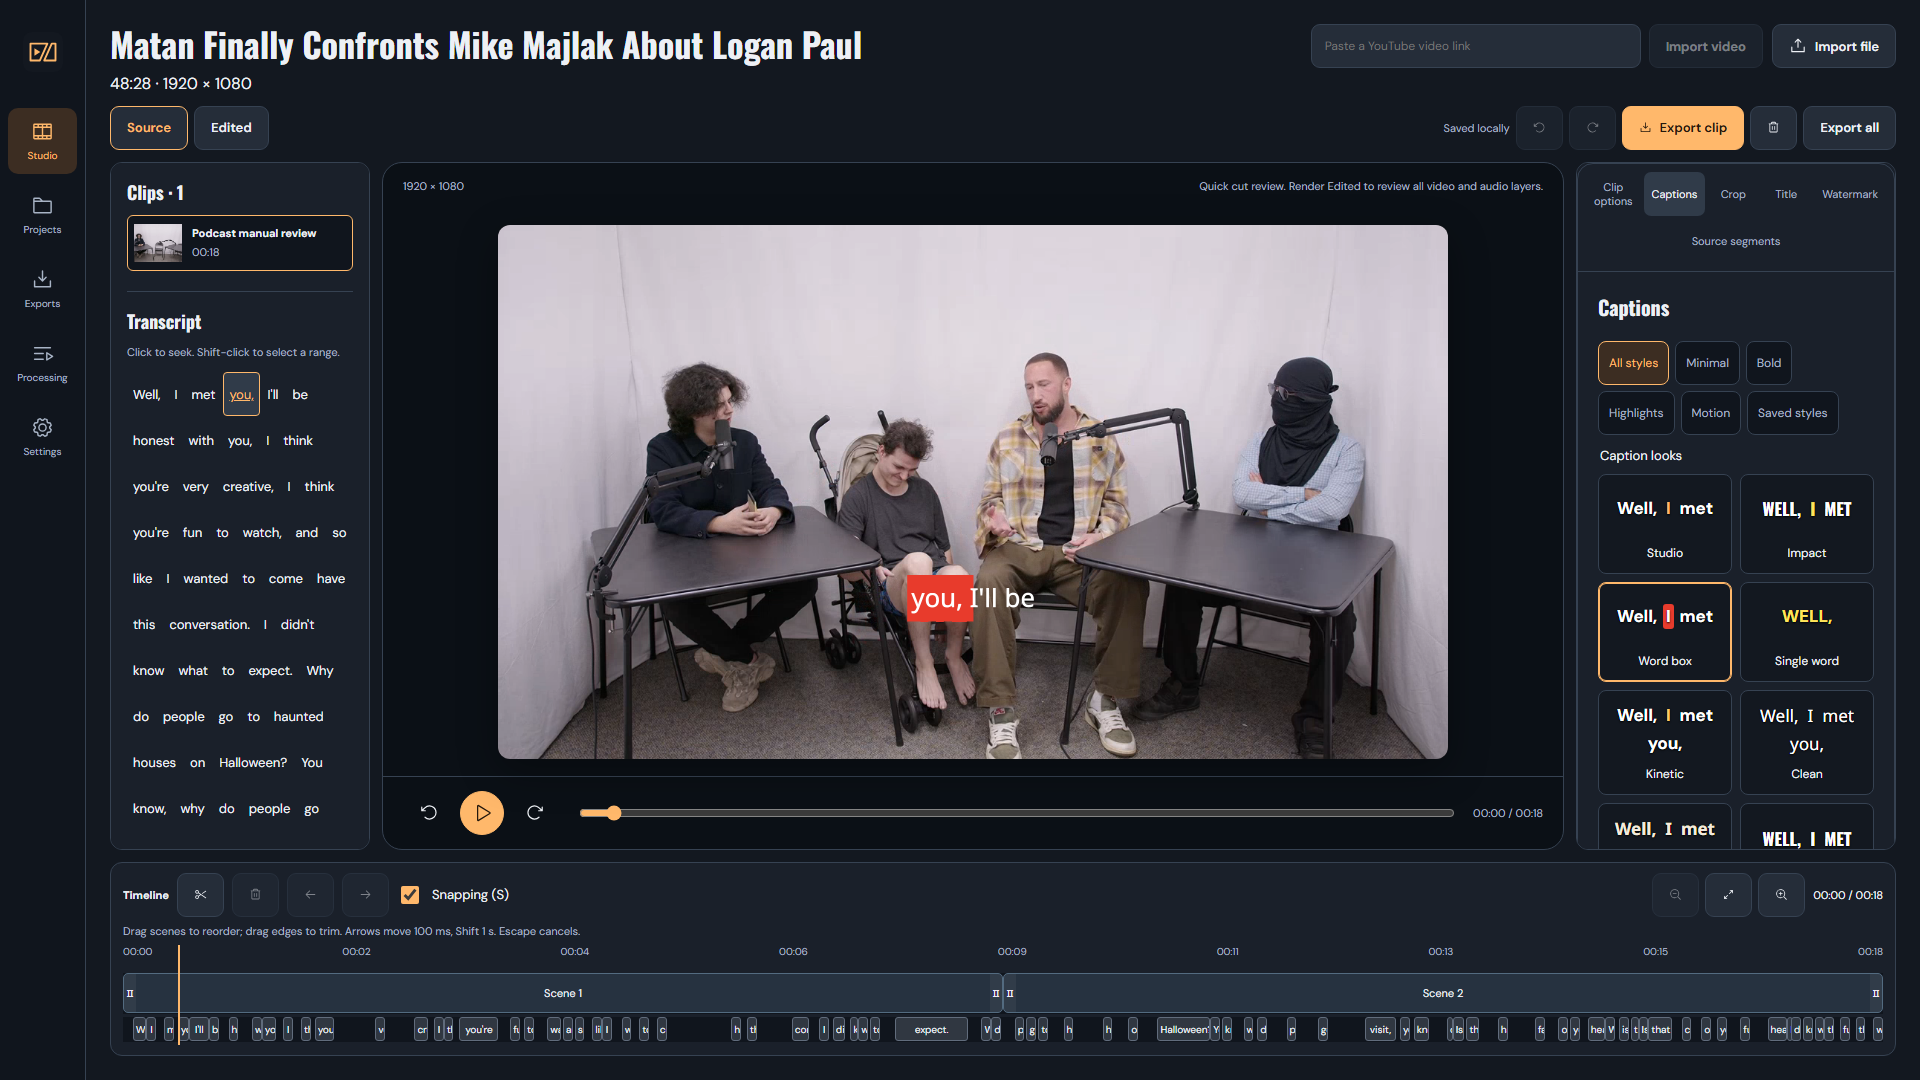 Matan Finally Confronts Mike Majlak About Logan Paul
48:28 · 1920 × 1080
Paste a YouTube video link
Import video
Import file
Source
Edited
Saved locally
Export clip
Export all
Studio
Projects
Exports
Processing
Settings
Clips · 1
Podcast manual review
00:18
Transcript
Click to seek. Shift-click to select a range.
Well, I met you, I'll be
honest with you, I think
you're very creative, I think
you're fun to watch, and so
like I wanted to come have
this conversation. I didn't
know what to expect. Why
do people go to haunted
houses on Halloween? You
know, why do people go
1920 × 1080
Quick cut review. Render Edited to review all video and audio layers.
you, I'll be
00:00 / 00:18
Clip options
Captions
Crop
Title
Watermark
Source segments
Captions
All styles
Minimal
Bold
Highlights
Motion
Saved styles
Caption looks
Well, I met
Studio
WELL, I MET
Impact
Well, I met
Word box
WELL,
Single word
Well, I met
you,
Kinetic
Well, I met
you,
Clean
Well, I met
WELL, I MET
Timeline
Snapping (S)
00:00 / 00:18
Drag scenes to reorder; drag edges to trim. Arrows move 100 ms, Shift 1 s. Escape cancels.
00:00 00:02 00:04 00:06 00:09 00:11 00:13 00:15 00:18
Scene 1
Scene 2
I I'll I you you're I expect. Halloween? visit, that